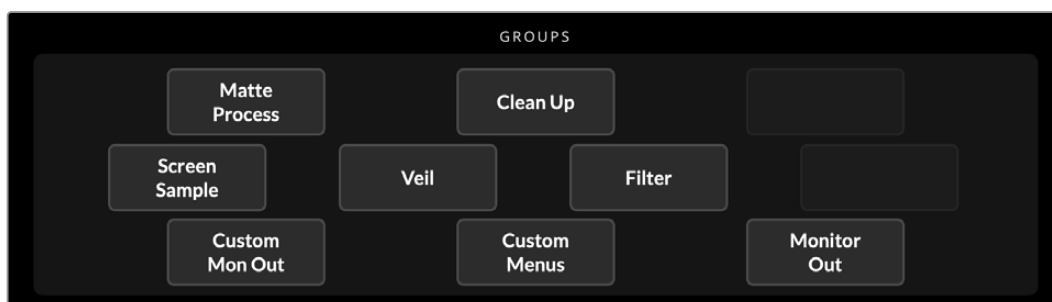 GROUPS
Matte
Process
Clean Up
Screen
Sample
Veil
Filter
Custom
Mon Out
Custom
Menus
Monitor
Out